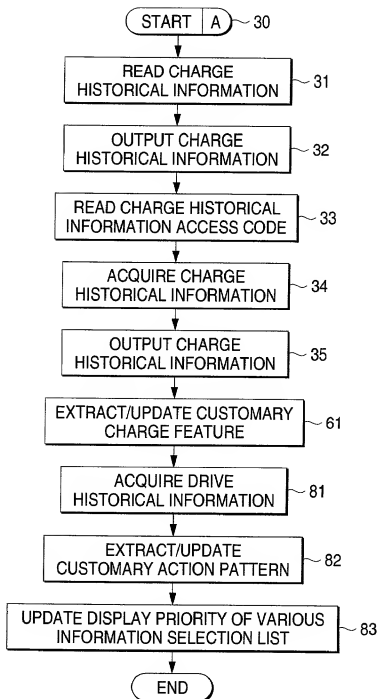 START A 30
READ CHARGE
HISTORICAL INFORMATION 31
OUTPUT CHARGE
HISTORICAL INFORMATION 32
READ CHARGE HISTORICAL
INFORMATION ACCESS CODE 33
ACQUIRE CHARGE
HISTORICAL INFORMATION 34
OUTPUT CHARGE
HISTORICAL INFORMATION 35
EXTRACT/UPDATE CUSTOMARY
CHARGE FEATURE 61
ACQUIRE DRIVE
HISTORICAL INFORMATION 81
EXTRACT/UPDATE
CUSTOMARY ACTION PATTERN 82
UPDATE DISPLAY PRIORITY OF VARIOUS
INFORMATION SELECTION LIST 83
END